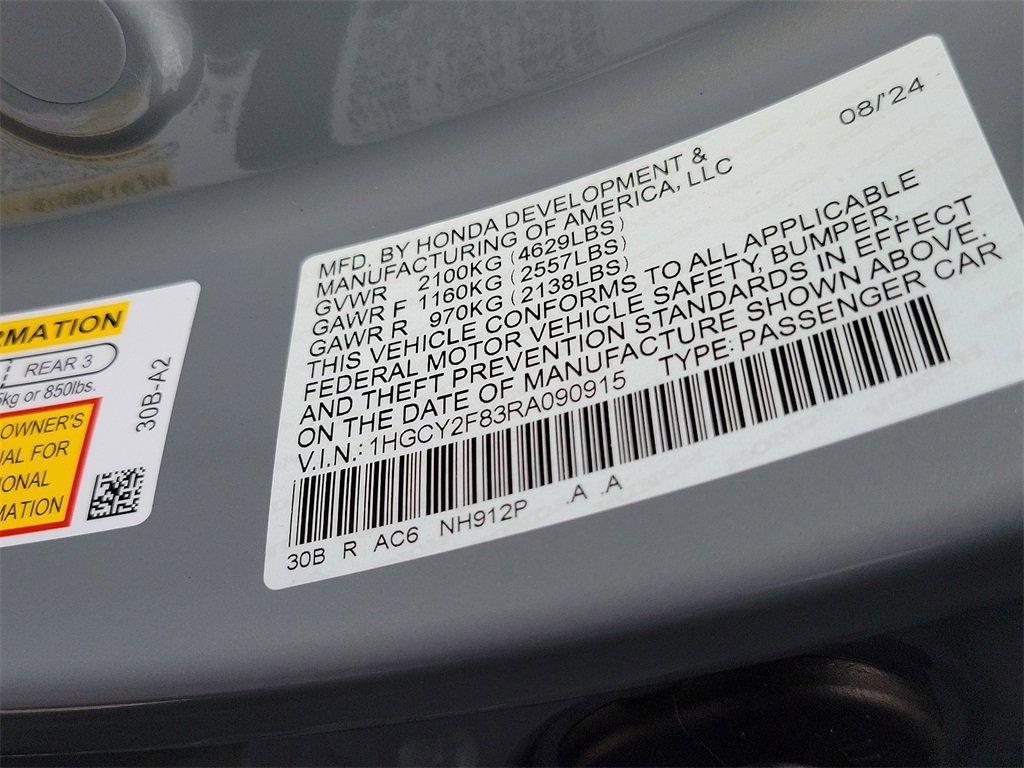 RMATION
REAR 3
5kg or 850lbs.
OWNER'S
UAL FOR
IONAL
MATION
30B-A2
08/'24
MFD. BY HONDA DEVELOPMENT &
MANUFACTURING OF AMERICA, LLC
GVWR 2100KG (4629LBS)
GAWR F 1160KG (2557LBS)
GAWR R 970KG (2138LBS)
THIS VEHICLE CONFORMS TO ALL APPLICABLE
FEDERAL MOTOR VEHICLE SAFETY, BUMPER,
AND THEFT PREVENTION STANDARDS IN EFFECT
ON THE DATE OF MANUFACTURE SHOWN ABOVE.
V.I.N.: 1HGCY2F83RA090915 TYPE: PASSENGER CAR
30B R AC6 NH912P .A .A